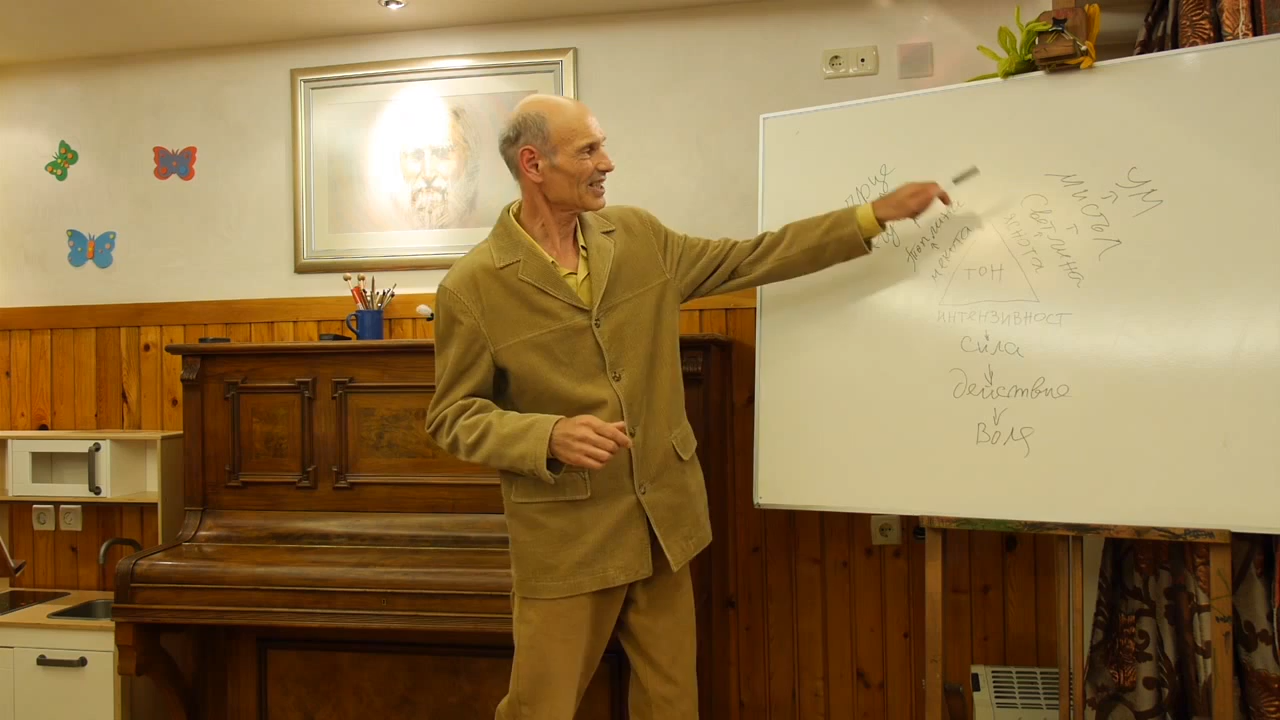 УМ
мисъл
светлина
топлина
мекота
ТОН
интензивност
сила
действие
воля